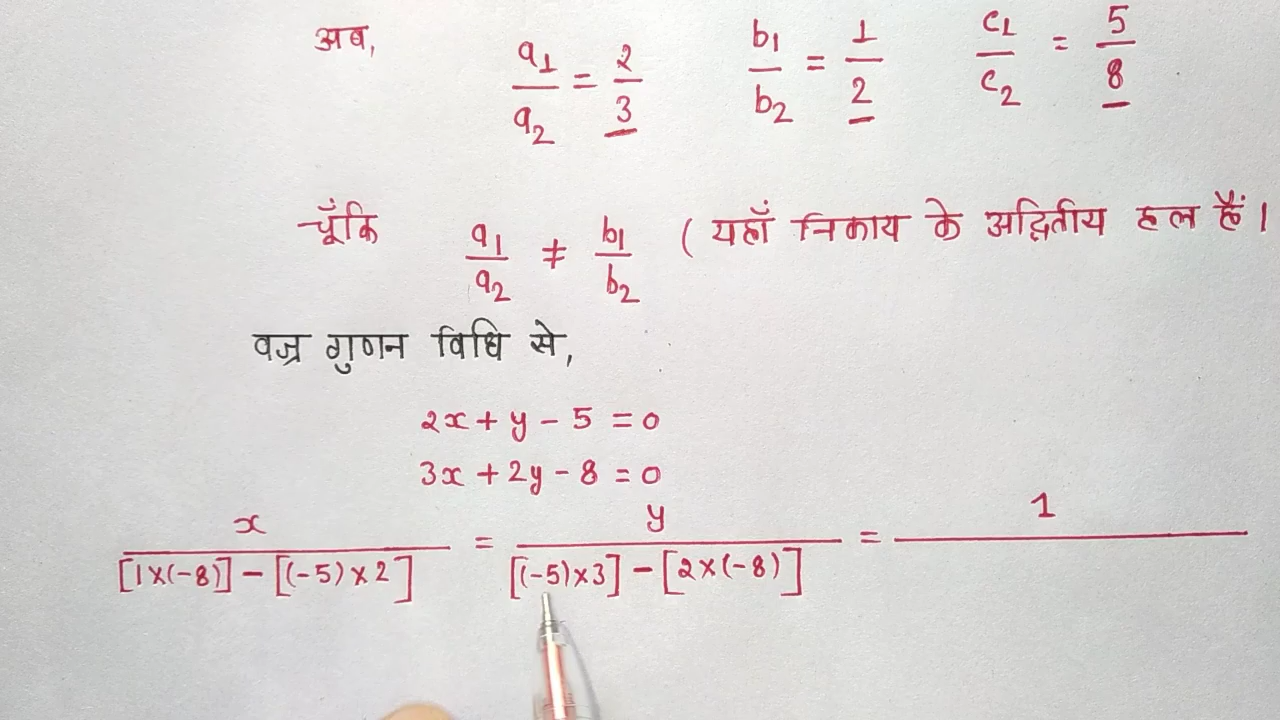 अब, a₁/a₂ = 2/3 b₁/b₂ = 1/2 c₁/c₂ = 5/8
चूँकि a₁/a₂ ≠ b₁/b₂ (यहाँ निकाय के अद्वितीय हल हैं।
वज्र गुणन विधि से,
2x + y - 5 = 0
3x + 2y - 8 = 0
x/[1×(-8)] - [(-5)×2] = y/[(-5)×3] - [2×(-8)] = 1/